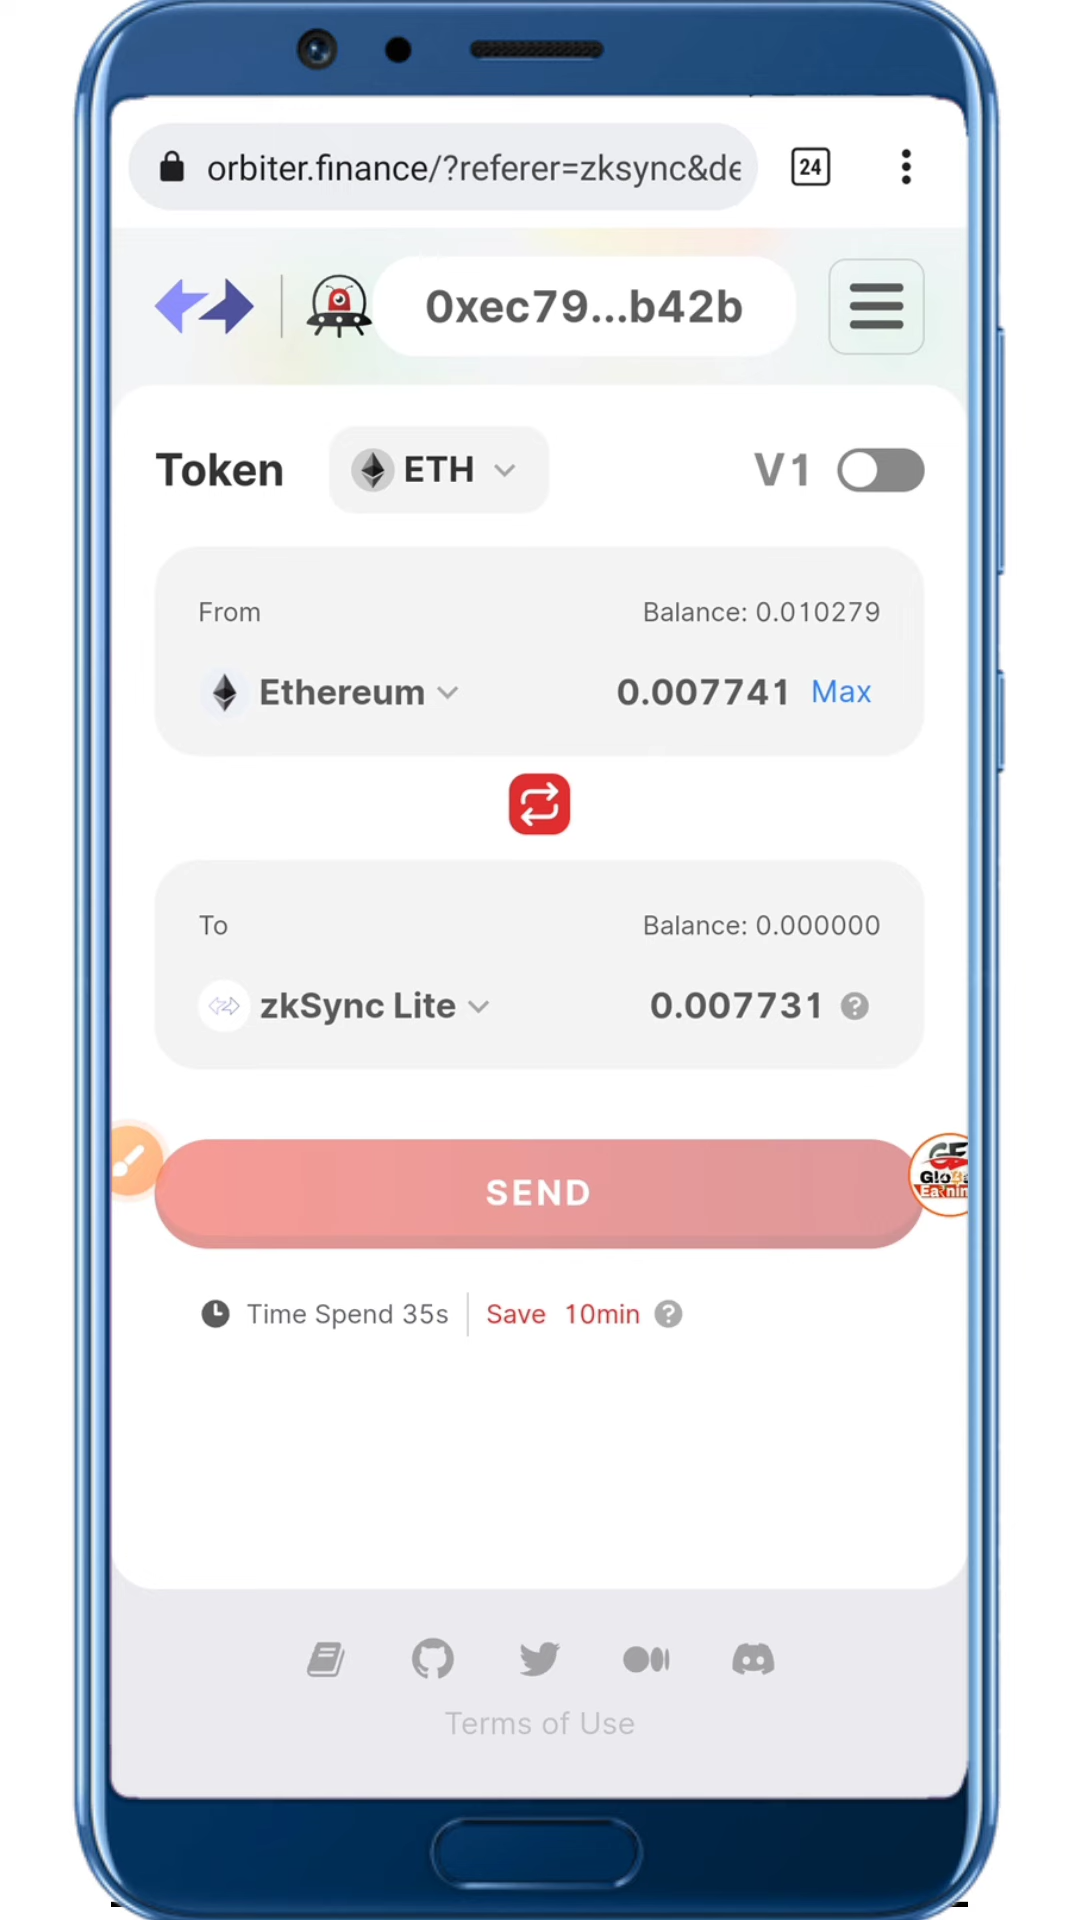 orbiter.finance/?referer=zksync&de
24
0xec79...b42b
Token ETH V1
From Balance: 0.010279
Ethereum 0.007741 Max
To Balance: 0.000000
zkSync Lite 0.007731 ?
SEND
Time Spend 35s Save 10min ?
Terms of Use